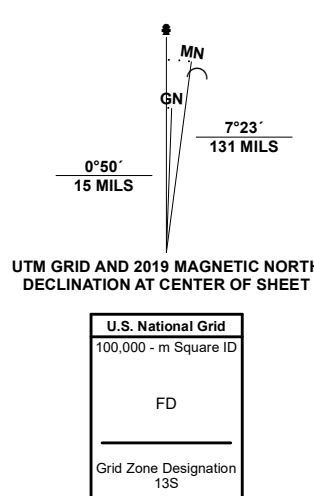 MN
GN
7°23´
131 MILS
0°50´
15 MILS
UTM GRID AND 2019 MAGNETIC NORTH
DECLINATION AT CENTER OF SHEET
U.S. National Grid
100,000 - m Square ID
FD
Grid Zone Designation
13S